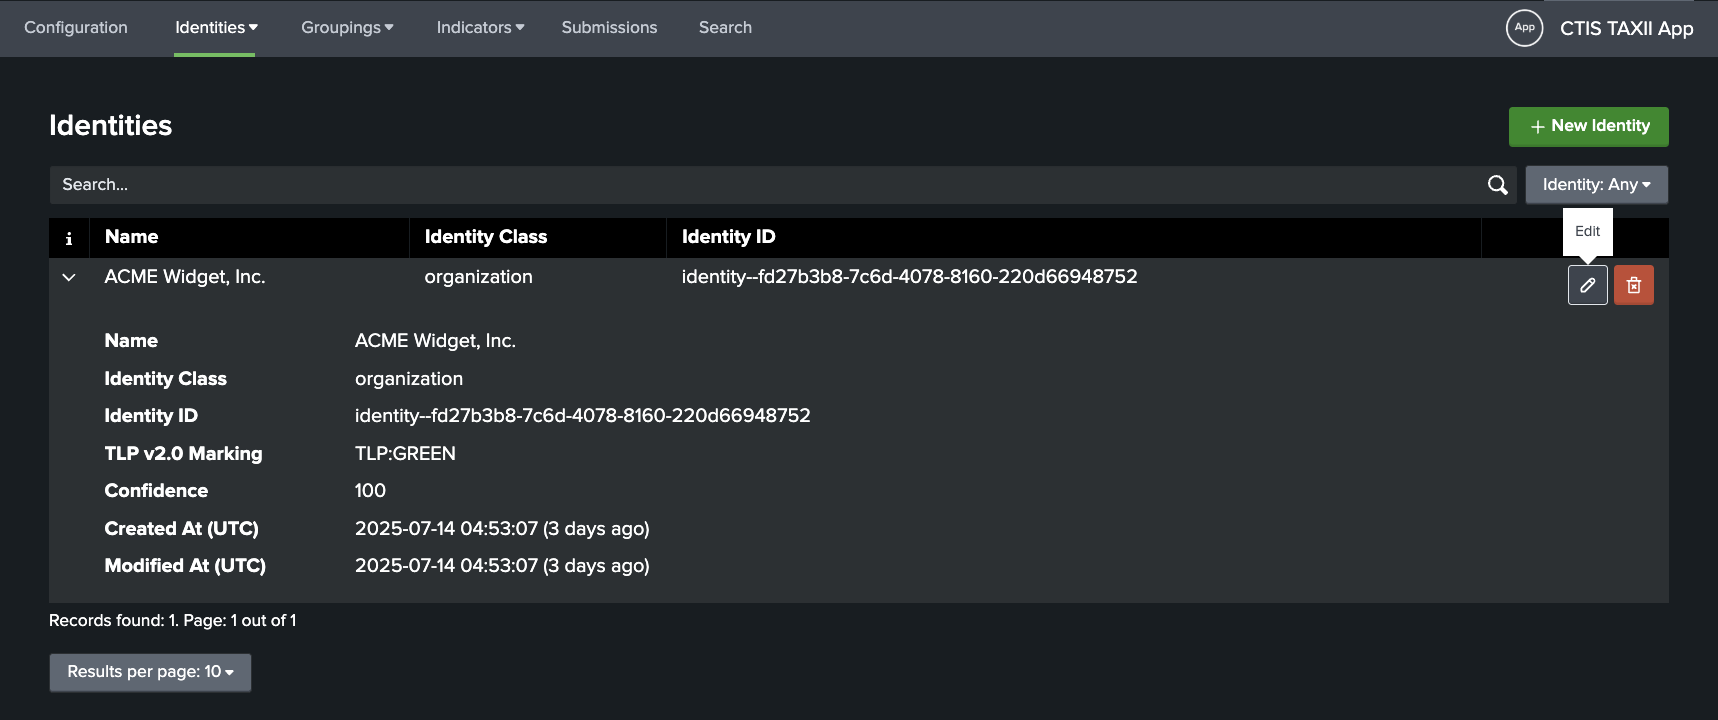 Configuration Identities Groupings Indicators Submissions Search App CTIS TAXII App
Identities
+ New Identity
Search...
Identity: Any
i Name Identity Class Identity ID
Edit
ACME Widget, Inc. organization identity--fd27b3b8-7c6d-4078-8160-220d66948752
Name ACME Widget, Inc.
Identity Class organization
Identity ID identity--fd27b3b8-7c6d-4078-8160-220d66948752
TLP v2.0 Marking TLP:GREEN
Confidence 100
Created At (UTC) 2025-07-14 04:53:07 (3 days ago)
Modified At (UTC) 2025-07-14 04:53:07 (3 days ago)
Records found: 1. Page: 1 out of 1
Results per page: 10